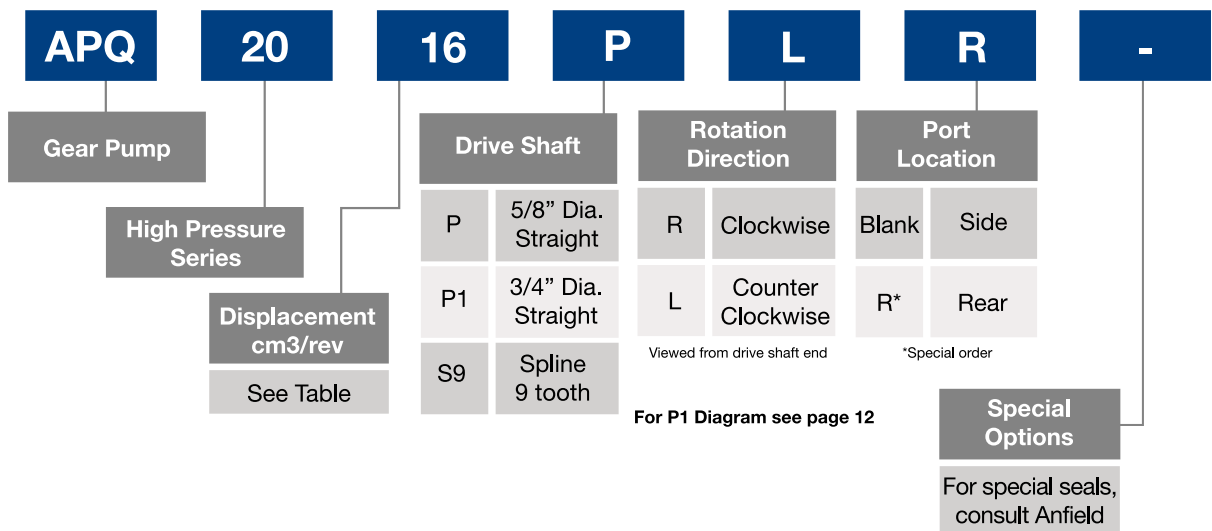 APQ 20 16 P L R -
Gear Pump
High Pressure
Series
Displacement
cm3/rev
See Table
Drive Shaft
P 5/8” Dia.
Straight
P1 3/4” Dia.
Straight
S9 Spline
9 tooth
Rotation
Direction
R Clockwise
L Counter
Clockwise
Viewed from drive shaft end
Port
Location
Blank Side
R* Rear
*Special order
For P1 Diagram see page 12
Special
Options
For special seals,
consult Anfield